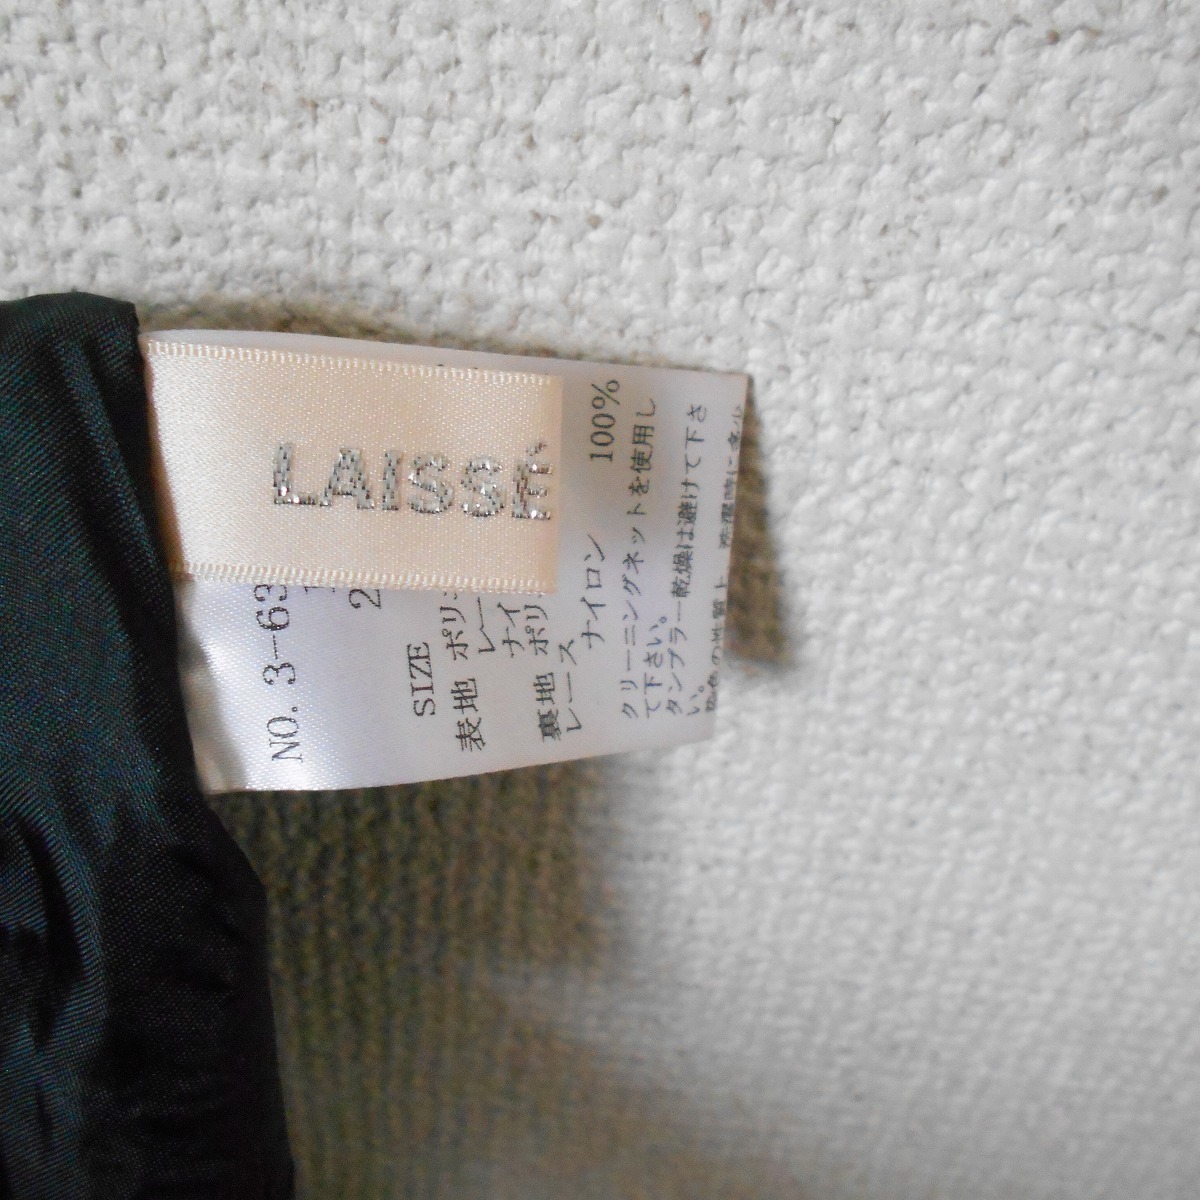 LAISSE
NO. 3-63
2
SIZE
表地 ポリ
レー
ナイ
裏地 ポリ
レース
ナイロン 100%
クリーニングネットを使用し
て下さい。
タンブラー乾燥は避けて下さ
い。